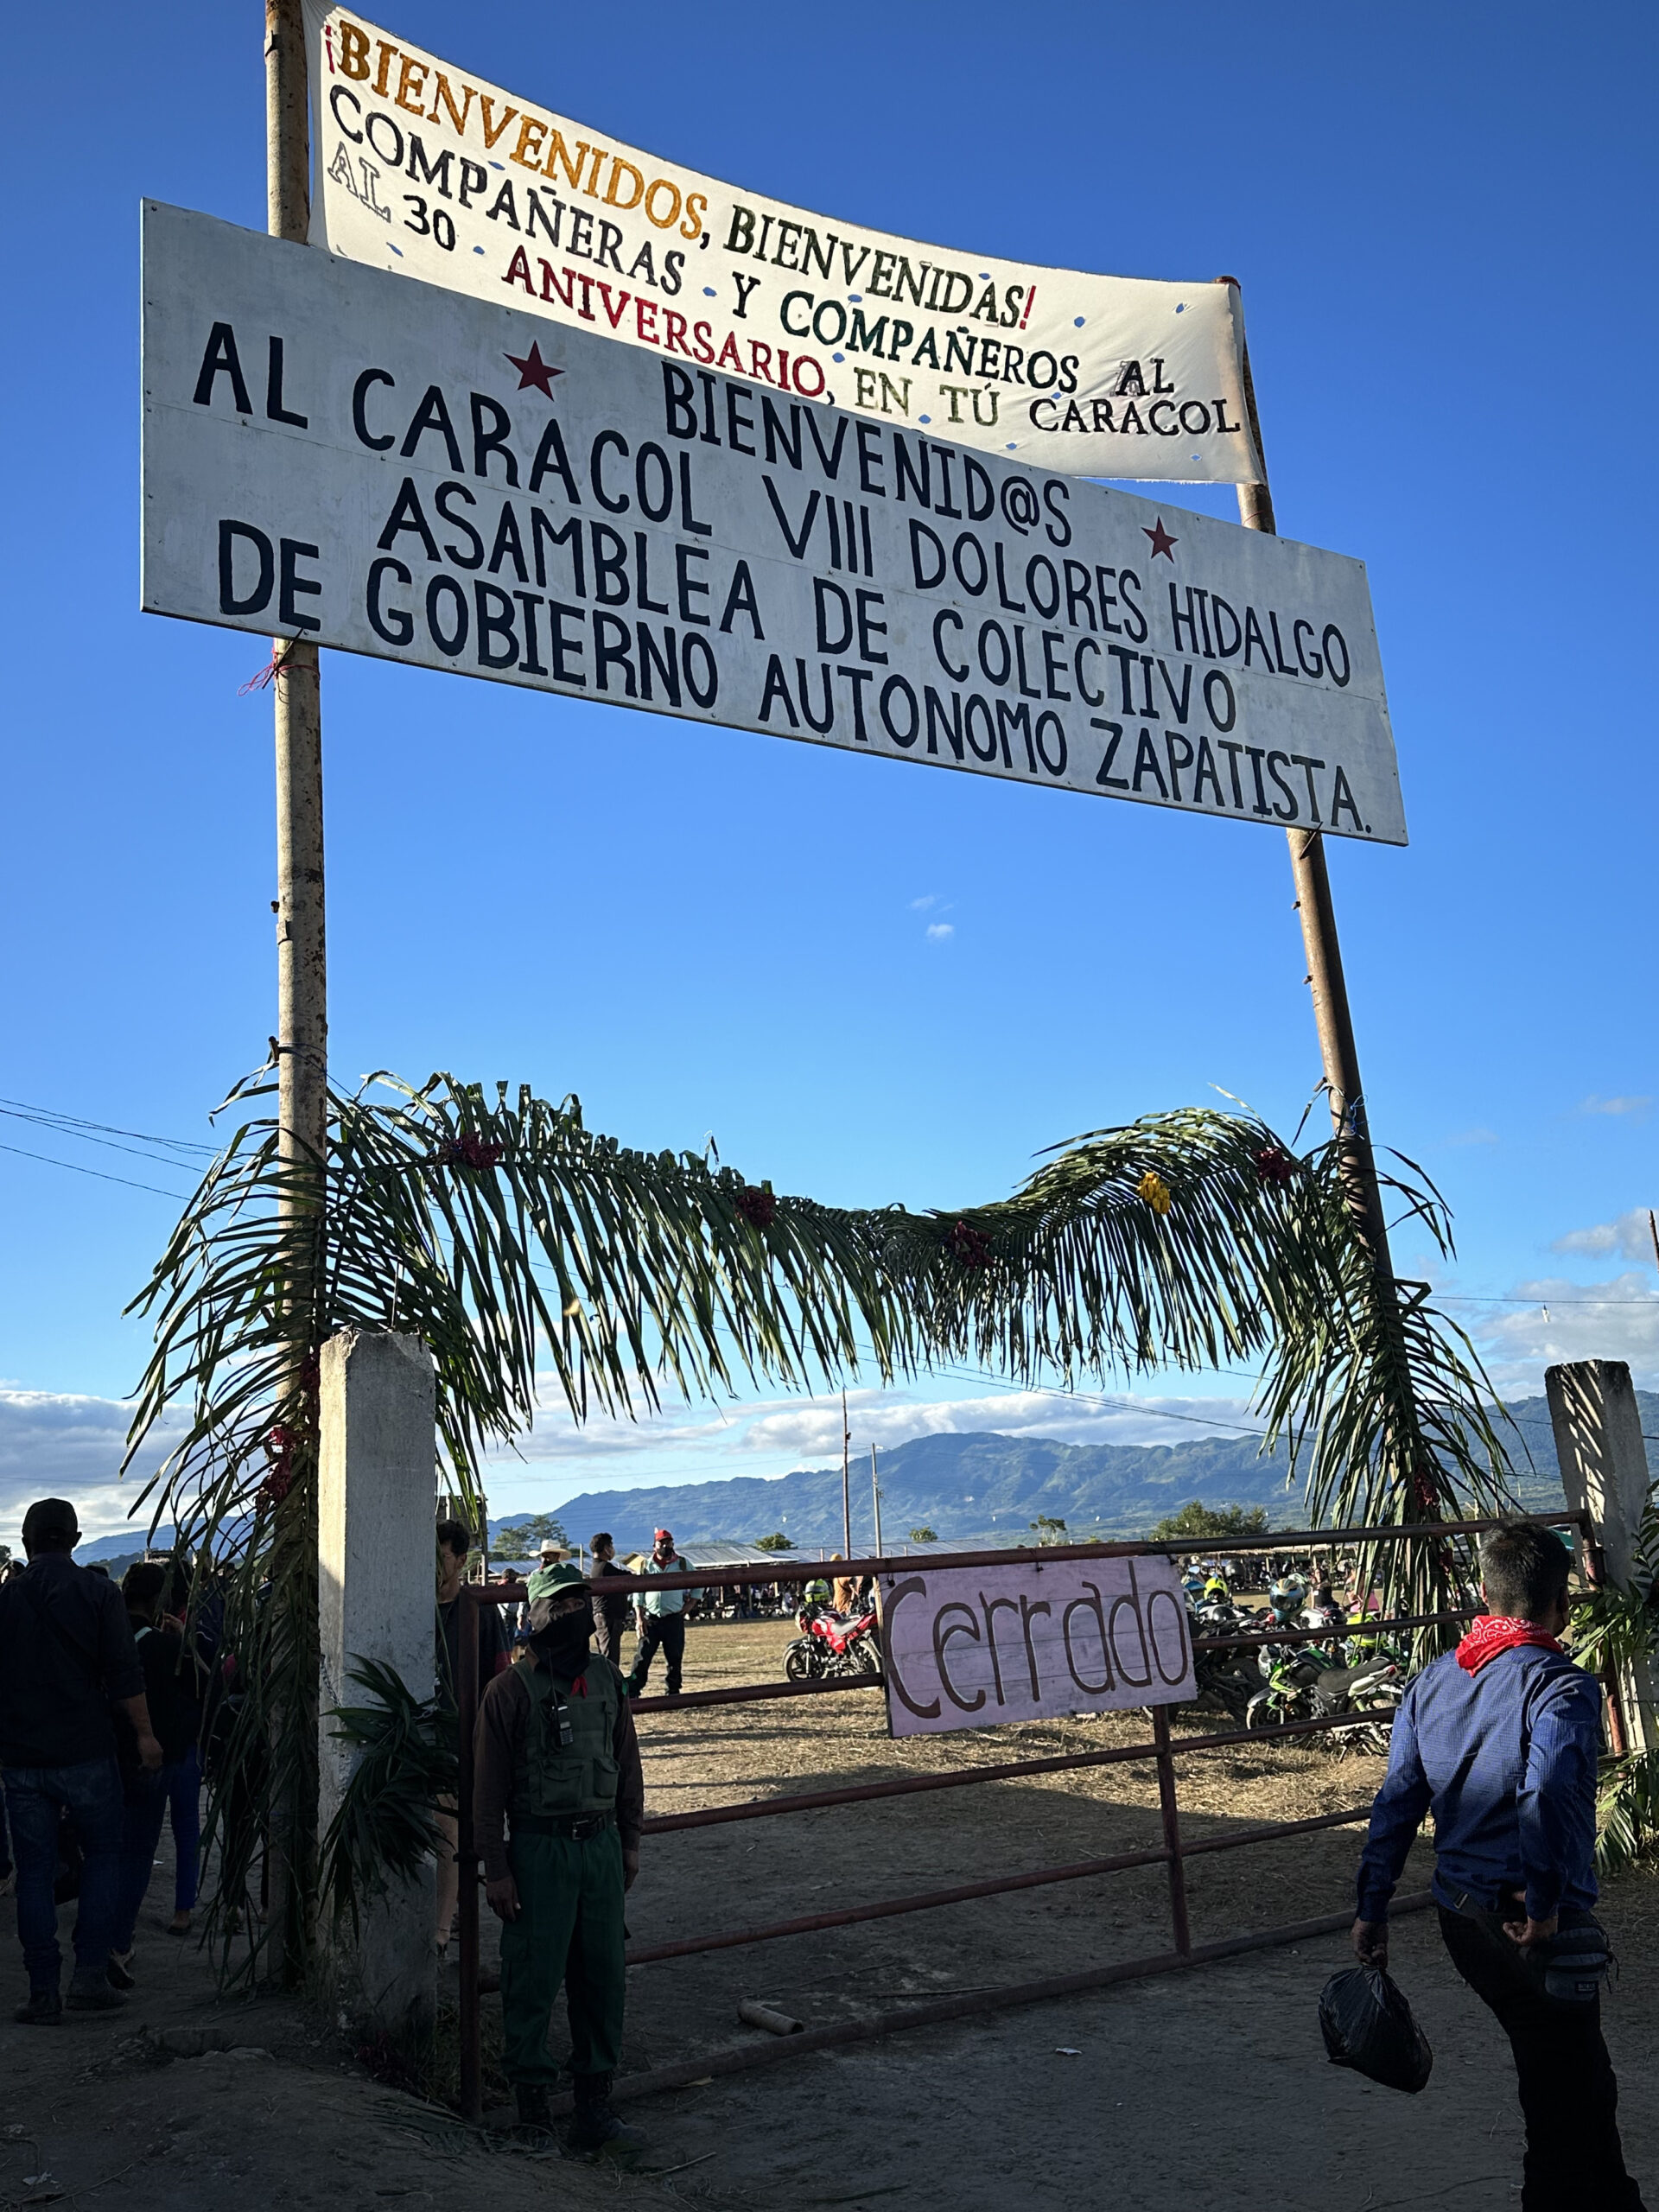 ¡BIENVENIDOS, BIENVENIDAS!
COMPAÑERAS Y COMPAÑEROS AL
AL 30 ANIVERSARIO, EN TÚ CARACOL
BIENVENID@S
AL CARACOL VIII DOLORES HIDALGO
ASAMBLEA DE COLECTIVO
DE GOBIERNO AUTONOMO ZAPATISTA.
Cerrado